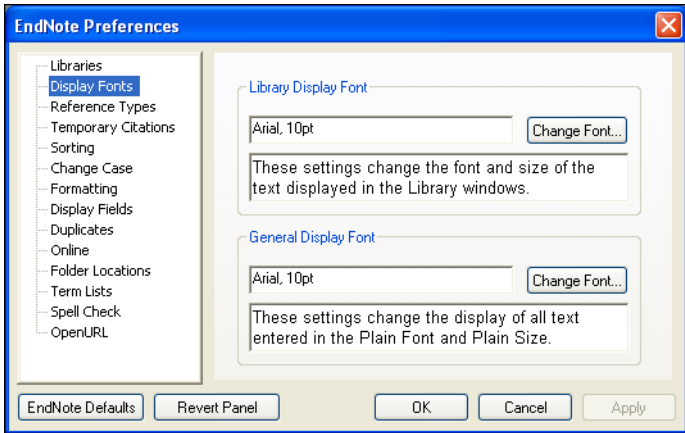 EndNote Preferences
Libraries
Display Fonts
Reference Types
Temporary Citations
Sorting
Change Case
Formatting
Display Fields
Duplicates
Online
Folder Locations
Term Lists
Spell Check
OpenURL
Library Display Font
Arial, 10pt
Change Font...
These settings change the font and size of the
text displayed in the Library windows.
General Display Font
Arial, 10pt
Change Font...
These settings change the display of all text
entered in the Plain Font and Plain Size.
EndNote Defaults
Revert Panel
OK
Cancel
Apply